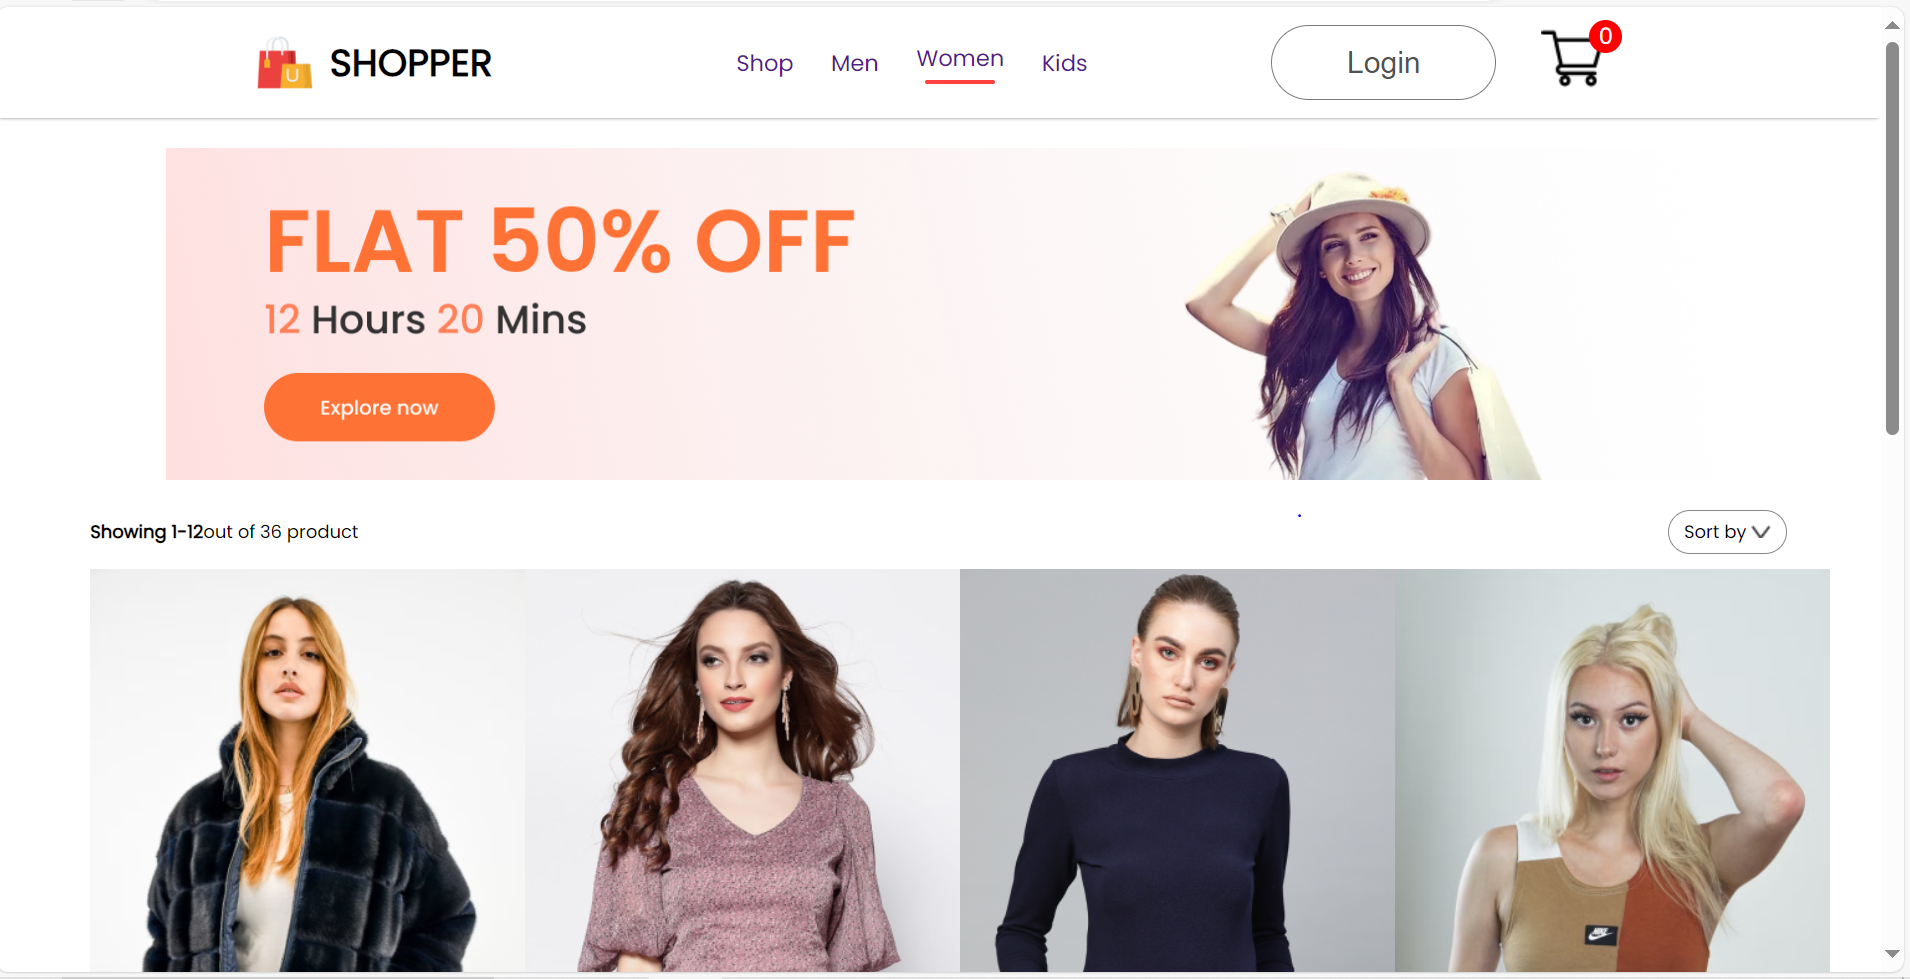 SHOPPER
Shop Men Women Kids
Login
0
FLAT 50% OFF
12 Hours 20 Mins
Explore now
Showing 1-12out of 36 product
Sort by
U
NIKE